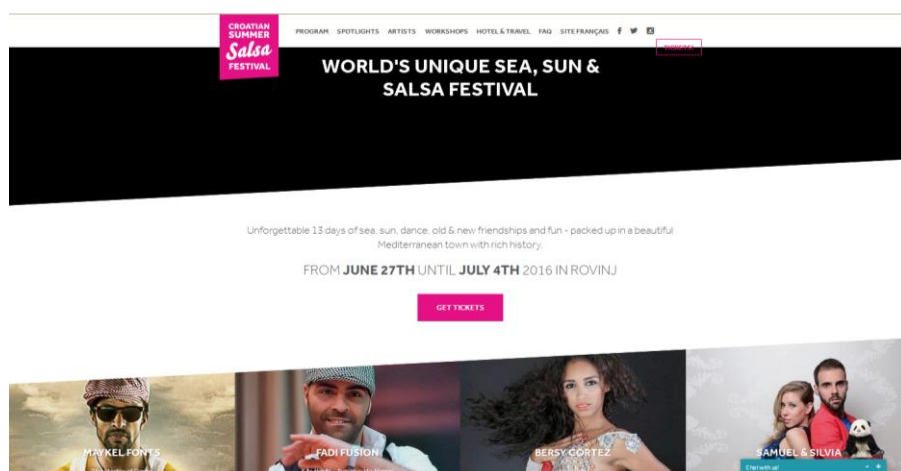 CROATIAN
SUMMER
Salsa
FESTIVAL
PROGRAM SPOTLIGHTS ARTISTS WORKSHOPS HOTEL & TRAVEL FAQ SITE FRANÇAIS
WORLD'S UNIQUE SEA, SUN &
SALSA FESTIVAL
Unforgettable 13 days of sea, sun, dance, old & new friendships and fun - packed up in a beautiful
Mediterranean town with rich history.
FROM JUNE 27TH UNTIL JULY 4TH 2016 IN ROVINJ
GET TICKETS
MAYKEL FONTS
FADI FUSION
BERSY CORTEZ
SAMUEL & SILVIA
Chat with us!